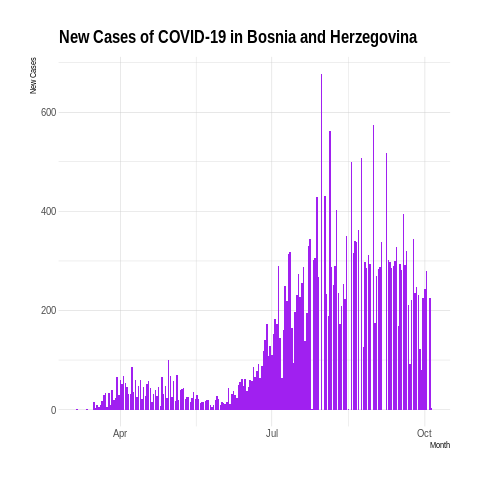 New Cases of COVID-19 in Bosnia and Herzegovina
New Cases
600
400
200
0
Apr
Jul
Oct
Month